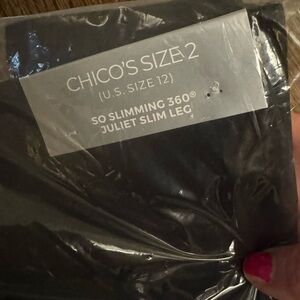 CHICO'S SIZE 2
(U.S. SIZE 12)
SO SLIMMING 360®
JULIET SLIM LEG